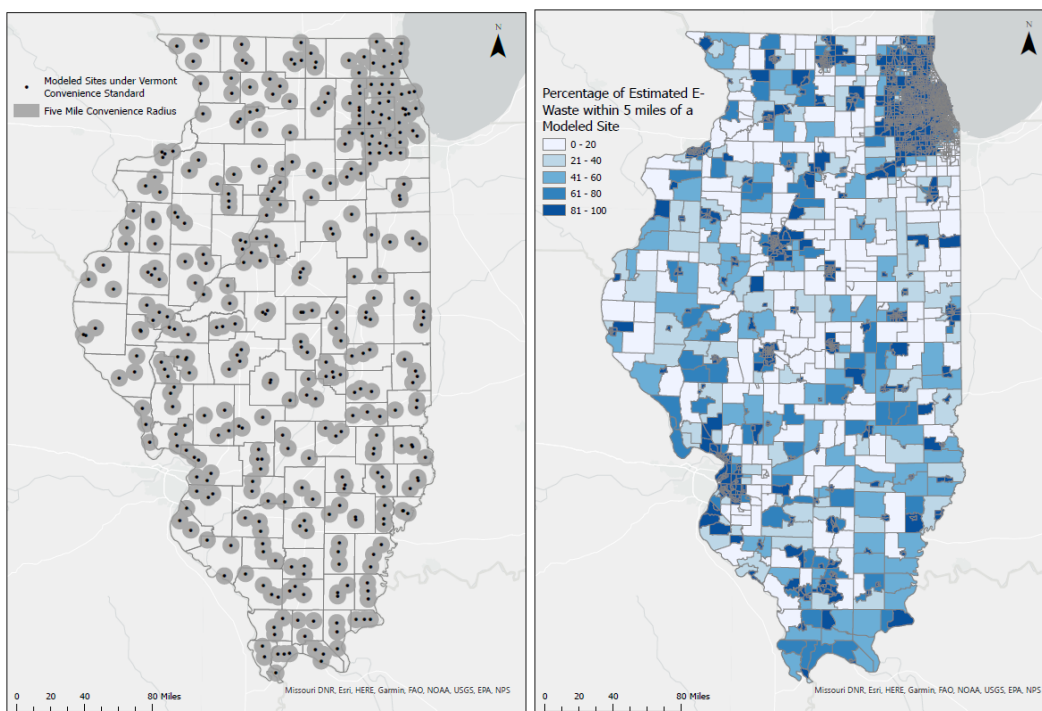 N
Modeled Sites under Vermont
Convenience Standard
Five Mile Convenience Radius
Missouri DNR, Esri, HERE, Garmin, FAO, NOAA, USGS, EPA, NPS
0 20 40 80 Miles
N
Percentage of Estimated E-
Waste within 5 miles of a
Modeled Site
0 - 20
21 - 40
41 - 60
61 - 80
81 - 100
Missouri DNR, Esri, HERE, Garmin, FAO, NOAA, USGS, EPA, NPS
0 20 40 80 Miles